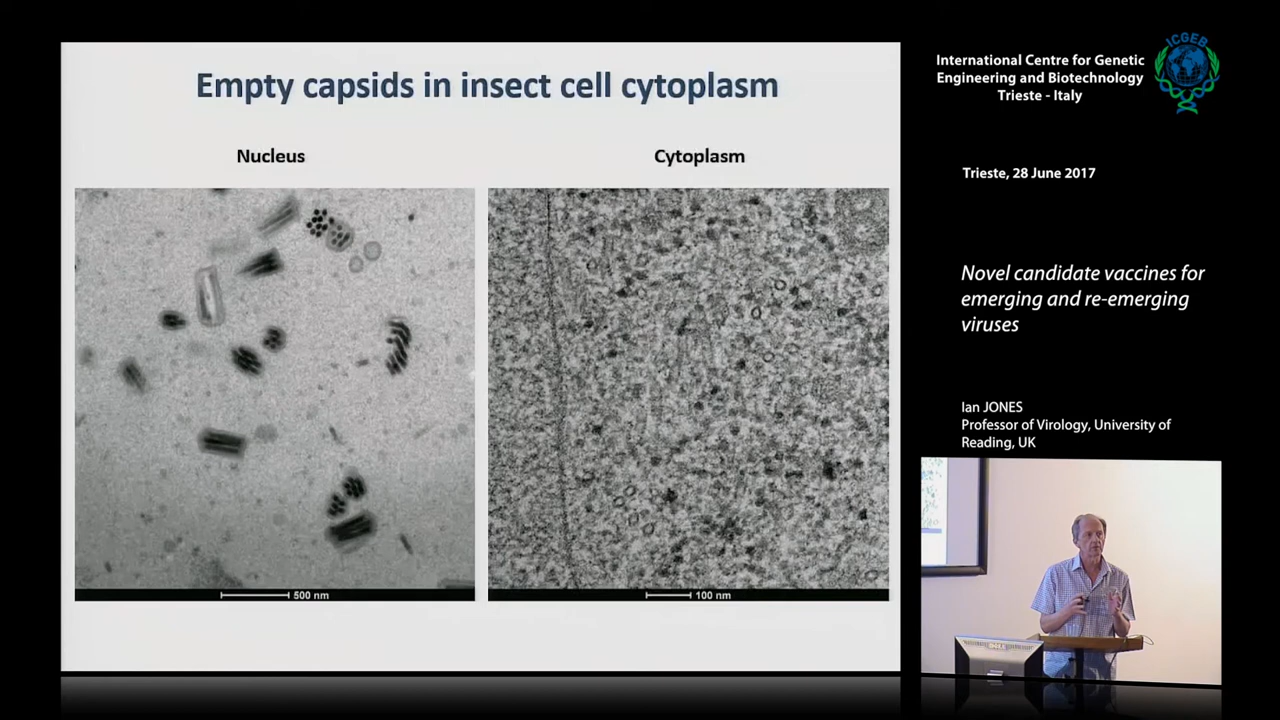 Empty capsids in insect cell cytoplasm
Nucleus
Cytoplasm
500 nm
100 nm
International Centre for Genetic
Engineering and Biotechnology
Trieste - Italy
ICGEB
Trieste, 28 June 2017
Novel candidate vaccines for
emerging and re-emerging
viruses
Ian JONES
Professor of Virology, University of
Reading, UK